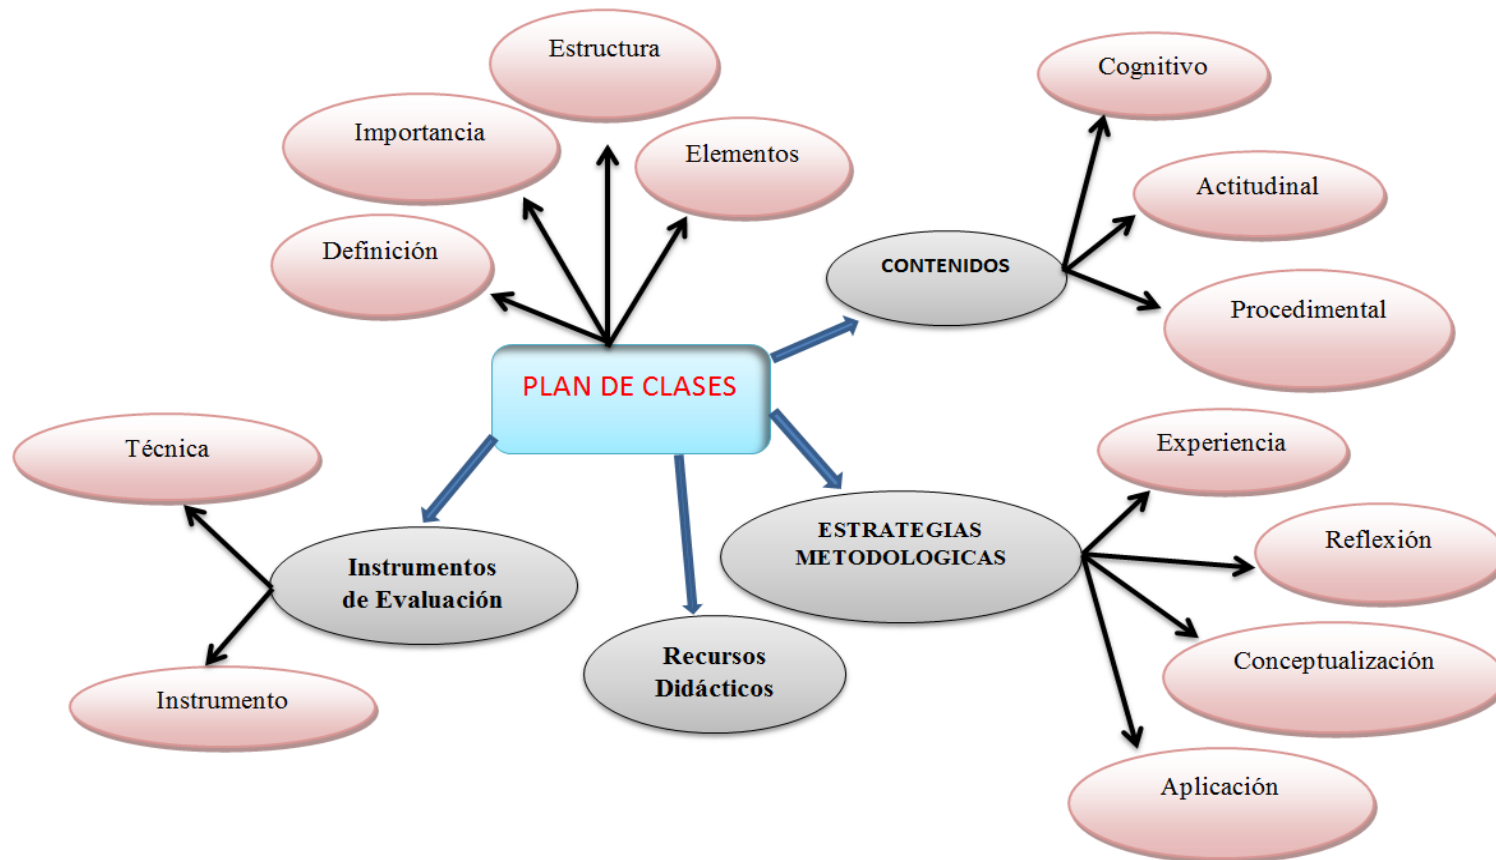 Estructura
Cognitivo
Importancia
Elementos
Actitudinal
Definición
CONTENIDOS
Procedimental
PLAN DE CLASES
Técnica
Experiencia
ESTRATEGIAS
METODOLOGICAS
Reflexión
Instrumentos
de Evaluación
Recursos
Didácticos
Conceptualización
Instrumento
Aplicación